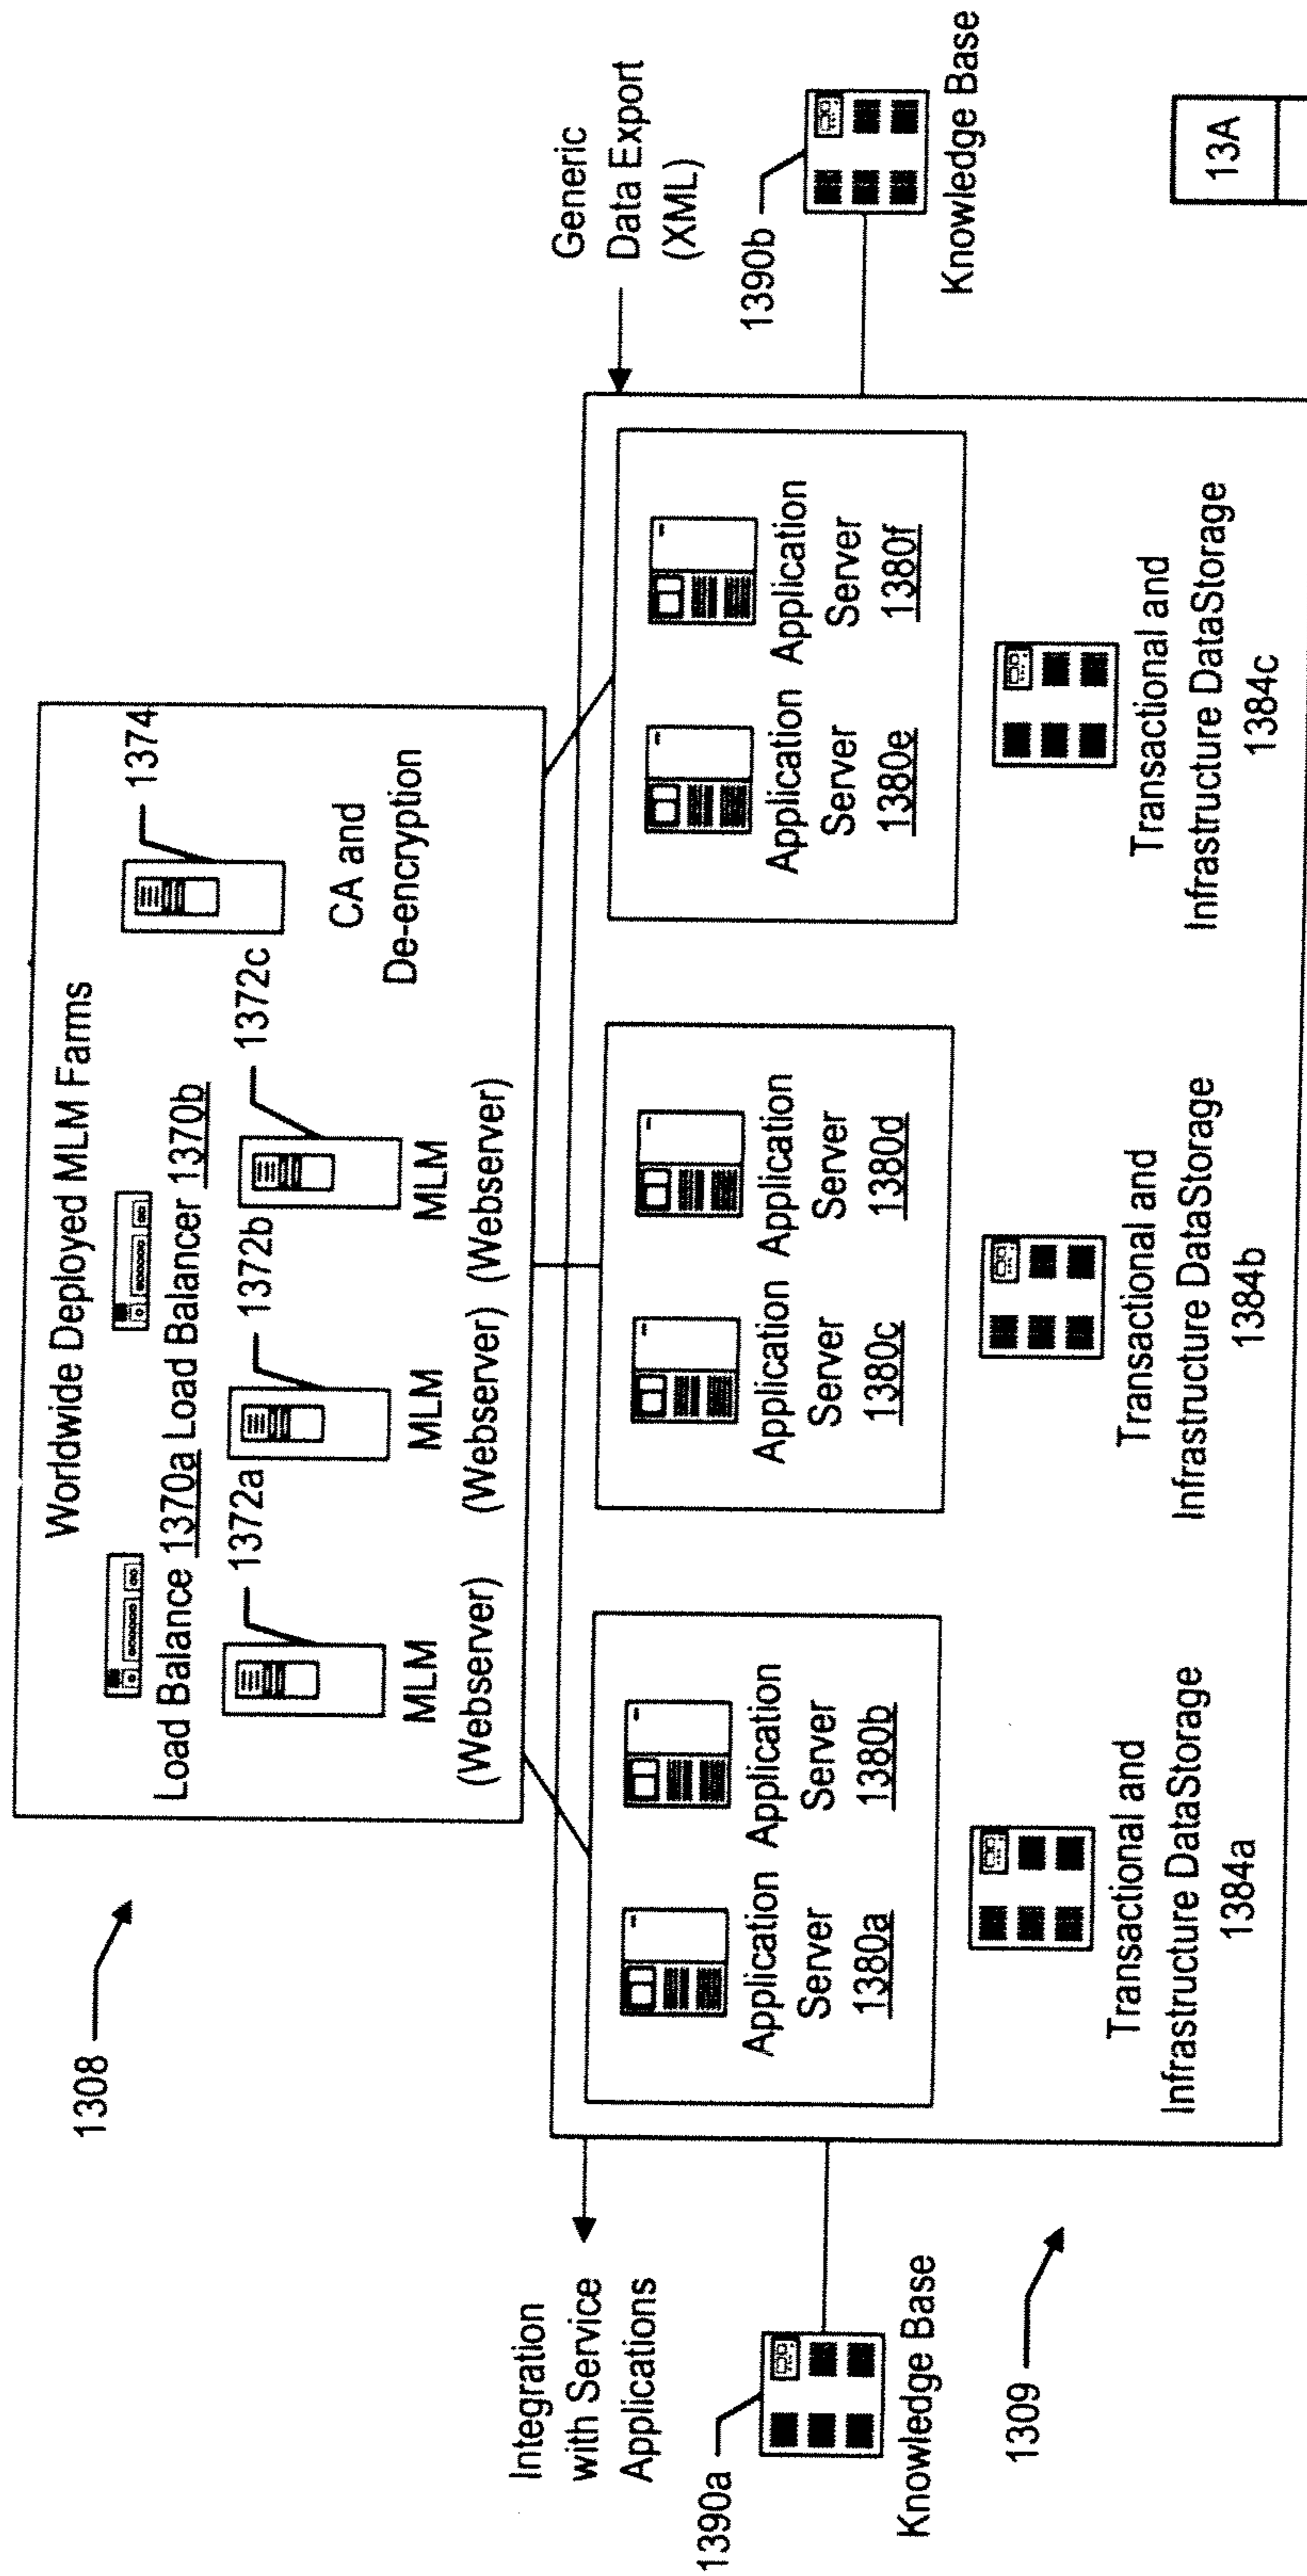 1308
Worldwide Deployed MLM Farms
Load Balance 1370a Load Balancer 1370b
1374
1372a
1372b
1372c
MLM
(Webserver)
MLM
(Webserver)
MLM
(Webserver)
CA and
De-encryption
Integration
with Service
Applications
Generic
Data Export
(XML)
1390a
Knowledge Base
1390b
Knowledge Base
Application
Server
1380a
Application
Server
1380b
Application
Server
1380c
Application
Server
1380d
Application
Server
1380e
Application
Server
1380f
Transactional and
Infrastructure DataStorage
1384a
Transactional and
Infrastructure DataStorage
1384b
Transactional and
Infrastructure DataStorage
1384c
1309
13A